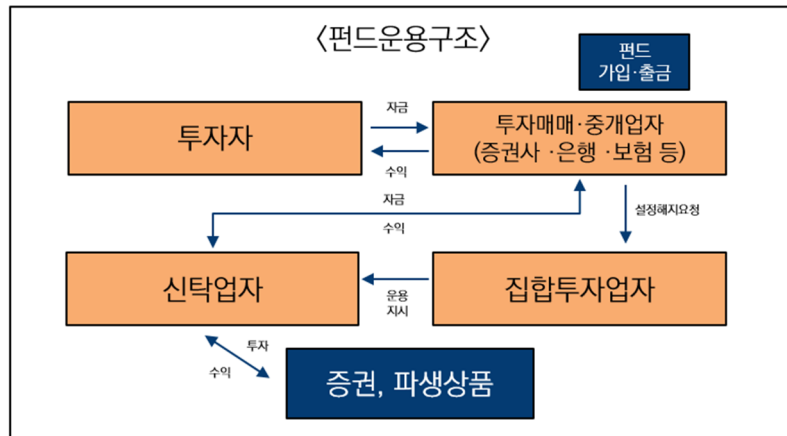 <펀드운용구조>
펀드
가입·출금
투자자
자금
수익
투자매매·중개업자
(증권사 ·은행 ·보험 등)
자금
수익
설정해지요청
신탁업자
운용
지시
집합투자업자
투자
수익
증권, 파생상품